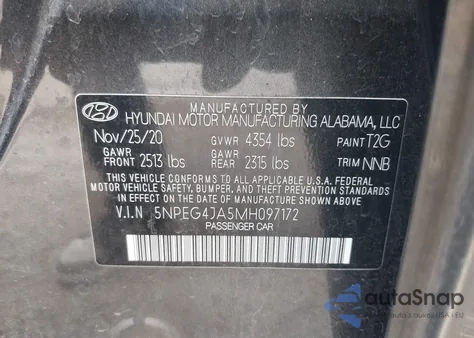 MANUFACTURED BY
HYUNDAI MOTOR MANUFACTURING ALABAMA, LLC
Nov/25/20 GVWR 4354 lbs PAINT T2G
GAWR FRONT 2513 lbs GAWR REAR 2315 lbs TRIM NNB
THIS VEHICLE CONFORMS TO ALL APPLICABLE U.S.A. FEDERAL
MOTOR VEHICLE SAFETY, BUMPER, AND THEFT PREVENTION
STANDARDS IN EFFECT ON THE DATE OF MANUFACTURE SHOWN ABOVE.
V.I.N 5NPEG4JA5MH097172
PASSENGER CAR
autoSnap